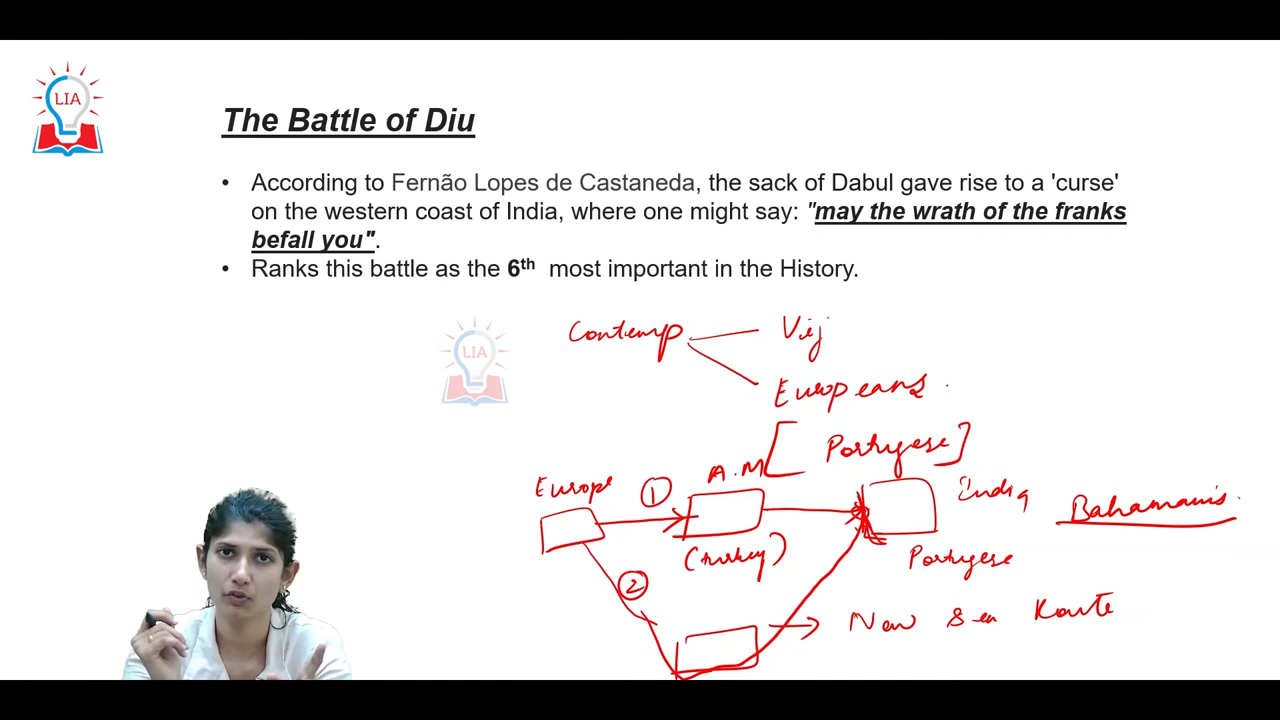 LIA
The Battle of Diu
• According to Fernão Lopes de Castaneda, the sack of Dabul gave rise to a 'curse'
on the western coast of India, where one might say: "may the wrath of the franks
befall you".
• Ranks this battle as the 6th most important in the History.
LIA
Contemp
Vij
Europeans.
[Portugese]
A.M
Europe
1
India
Bahamanis.
(Turkey)
Portugese
2
New Sea Route